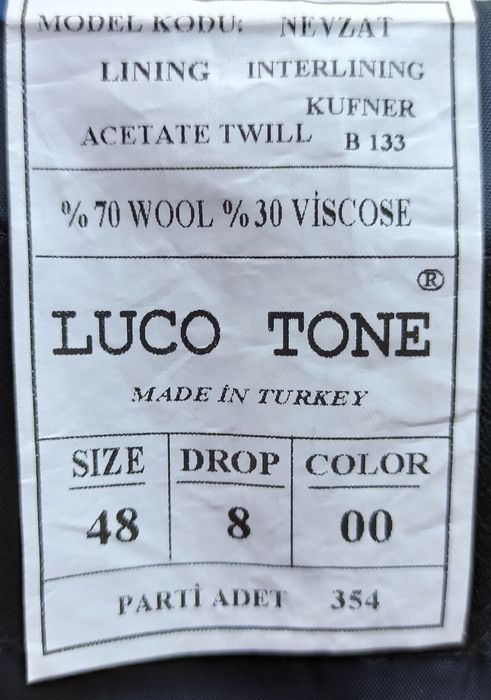 MODEL KODU: NEVZAT
LINING INTERLINING
KUFNER
ACETATE TWILL B 133
% 70 WOOL % 30 VİSCOSE
®
LUCO TONE
MADE İN TURKEY
SIZE DROP COLOR
48 8 00
PARTİ ADET 354